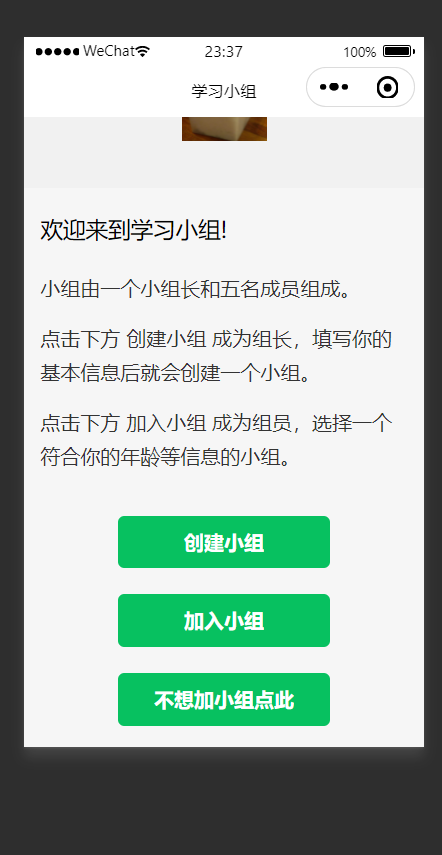 WeChat 23:37 100%
学习小组
欢迎来到学习小组!
小组由一个小组长和五名成员组成。
点击下方 创建小组 成为组长，填写你的
基本信息后就会创建一个小组。
点击下方 加入小组 成为组员，选择一个
符合你的年龄等信息的小组。
创建小组
加入小组
不想加小组点此